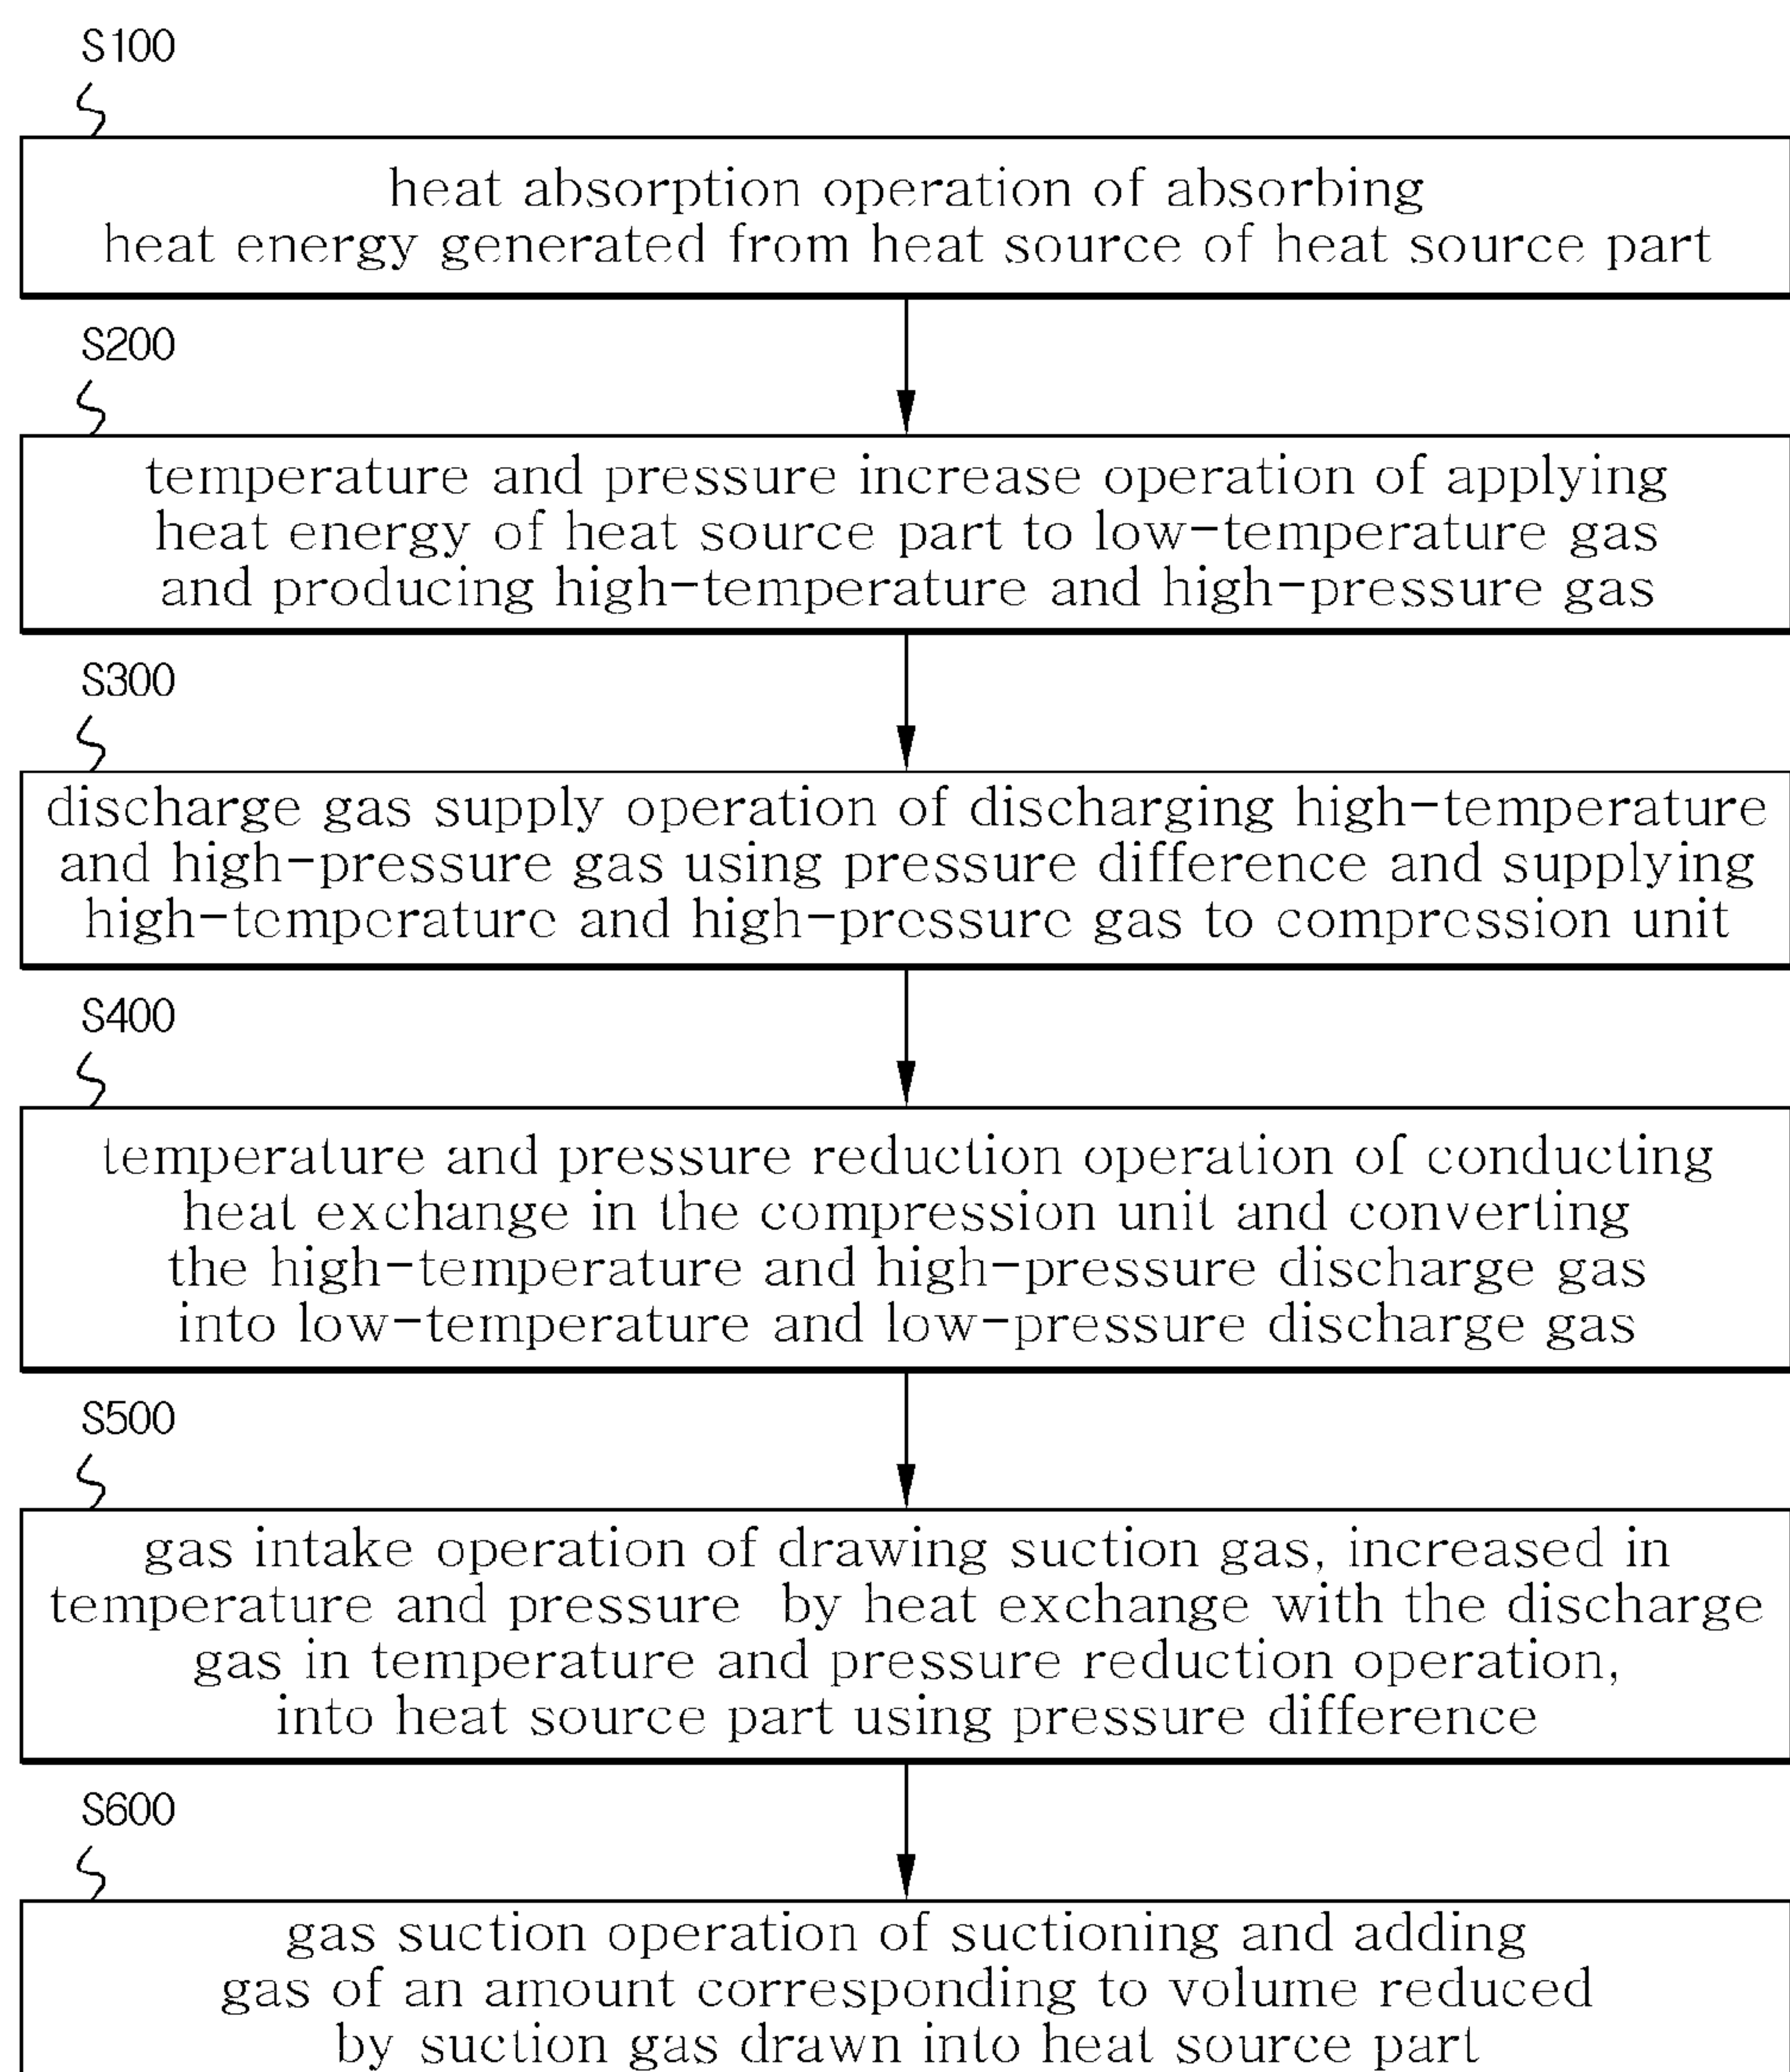 S100
heat absorption operation of absorbing
heat energy generated from heat source of heat source part
S200
temperature and pressure increase operation of applying
heat energy of heat source part to low-temperature gas
and producing high-temperature and high-pressure gas
S300
discharge gas supply operation of discharging high-temperature
and high-pressure gas using pressure difference and supplying
high-temperature and high-pressure gas to compression unit
S400
temperature and pressure reduction operation of conducting
heat exchange in the compression unit and converting
the high-temperature and high-pressure discharge gas
into low-temperature and low-pressure discharge gas
S500
gas intake operation of drawing suction gas, increased in
temperature and pressure by heat exchange with the discharge
gas in temperature and pressure reduction operation,
into heat source part using pressure difference
S600
gas suction operation of suctioning and adding
gas of an amount corresponding to volume reduced
by suction gas drawn into heat source part